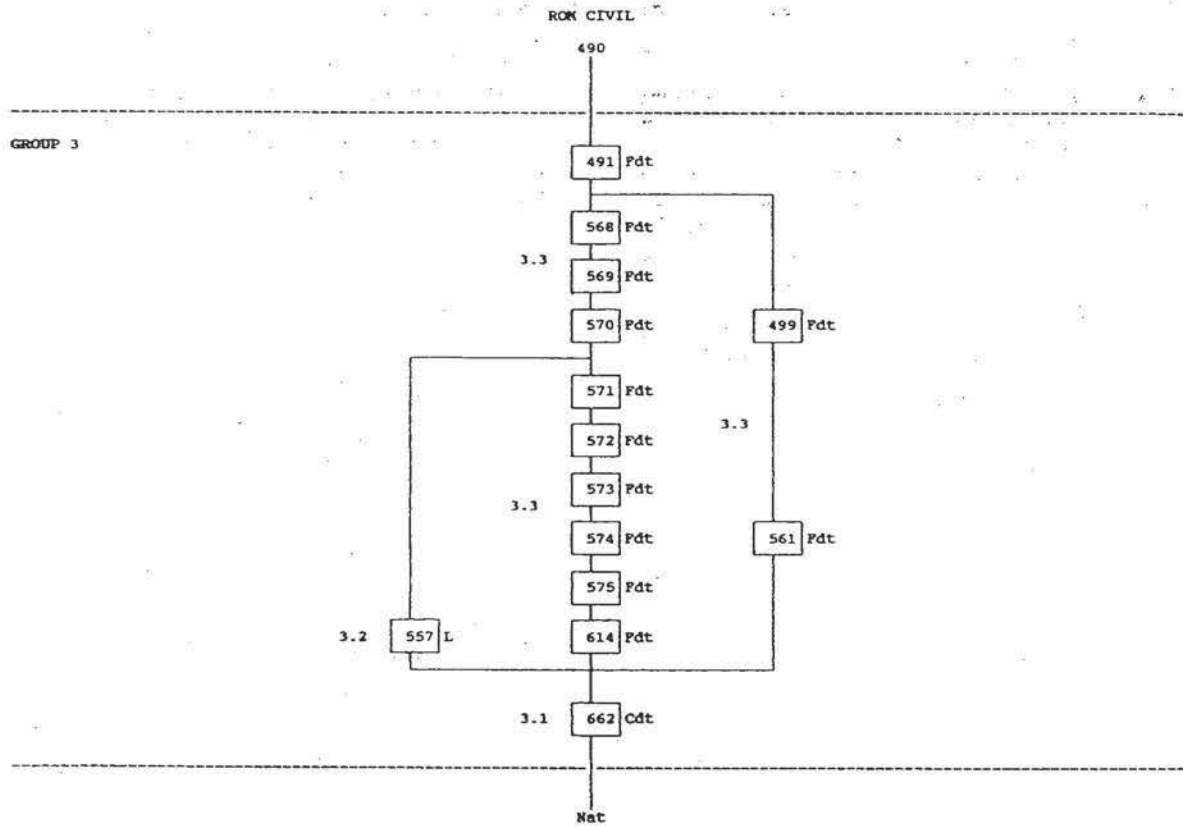 ROM CIVIL
490
GROUP 3
491 Fdt
568 Fdt
3.3
569 Fdt
570 Fdt
499 Fdt
571 Fdt
3.3
572 Fdt
573 Fdt
3.3
574 Fdt
561 Fdt
575 Fdt
3.2
557 L
614 Fdt
3.1
662 Cdt
Nat